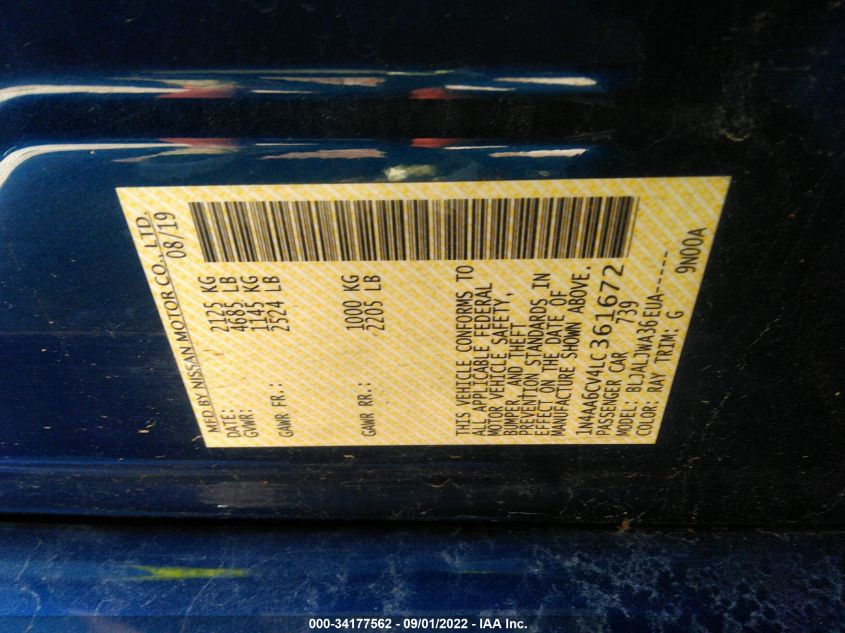 MFD BY NISSAN MOTOR CO., LTD.
DATE: 08/19
GVWR: 2125 KG
4685 LB
GAWR FR.: 1145 KG
2524 LB
GAWR RR.: 1000 KG
2205 LB
THIS VEHICLE CONFORMS TO
ALL APPLICABLE FEDERAL
MOTOR VEHICLE SAFETY,
BUMPER, AND THEFT
PREVENTION STANDARDS IN
EFFECT ON THE DATE OF
MANUFACTURE SHOWN ABOVE.
1N4AA6CV4LC361672
PASSENGER CAR 739
MODEL: BLJALJWA36EUA-----
COLOR: RAY TRIM: G 9N00A
000-34177562 - 09/01/2022 - IAA Inc.